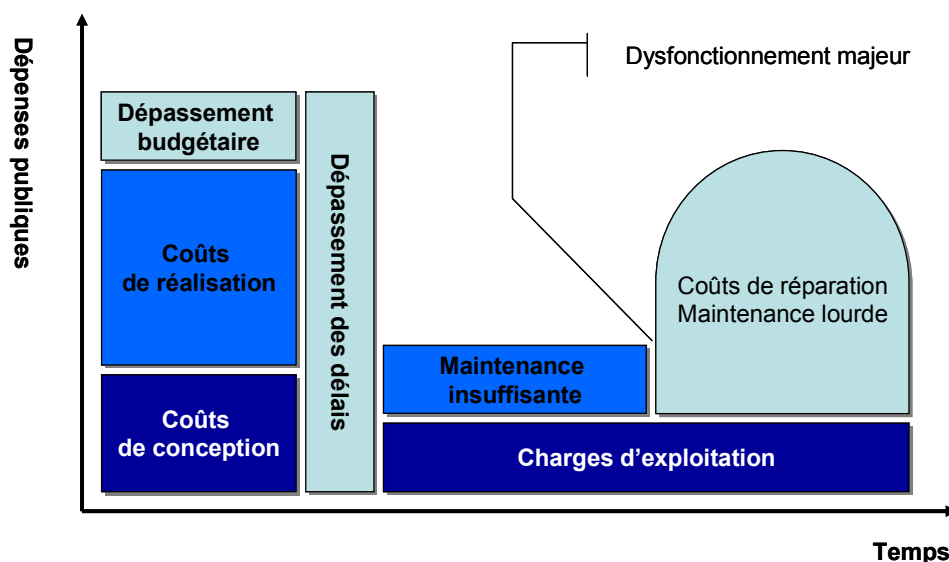 Dépenses publiques
Dysfonctionnement majeur
Dépassement
budgétaire
Dépassement des délais
Coûts
de réalisation
Coûts de réparation
Maintenance lourde
Maintenance
insuffisante
Coûts
de conception
Charges d’exploitation
Temps